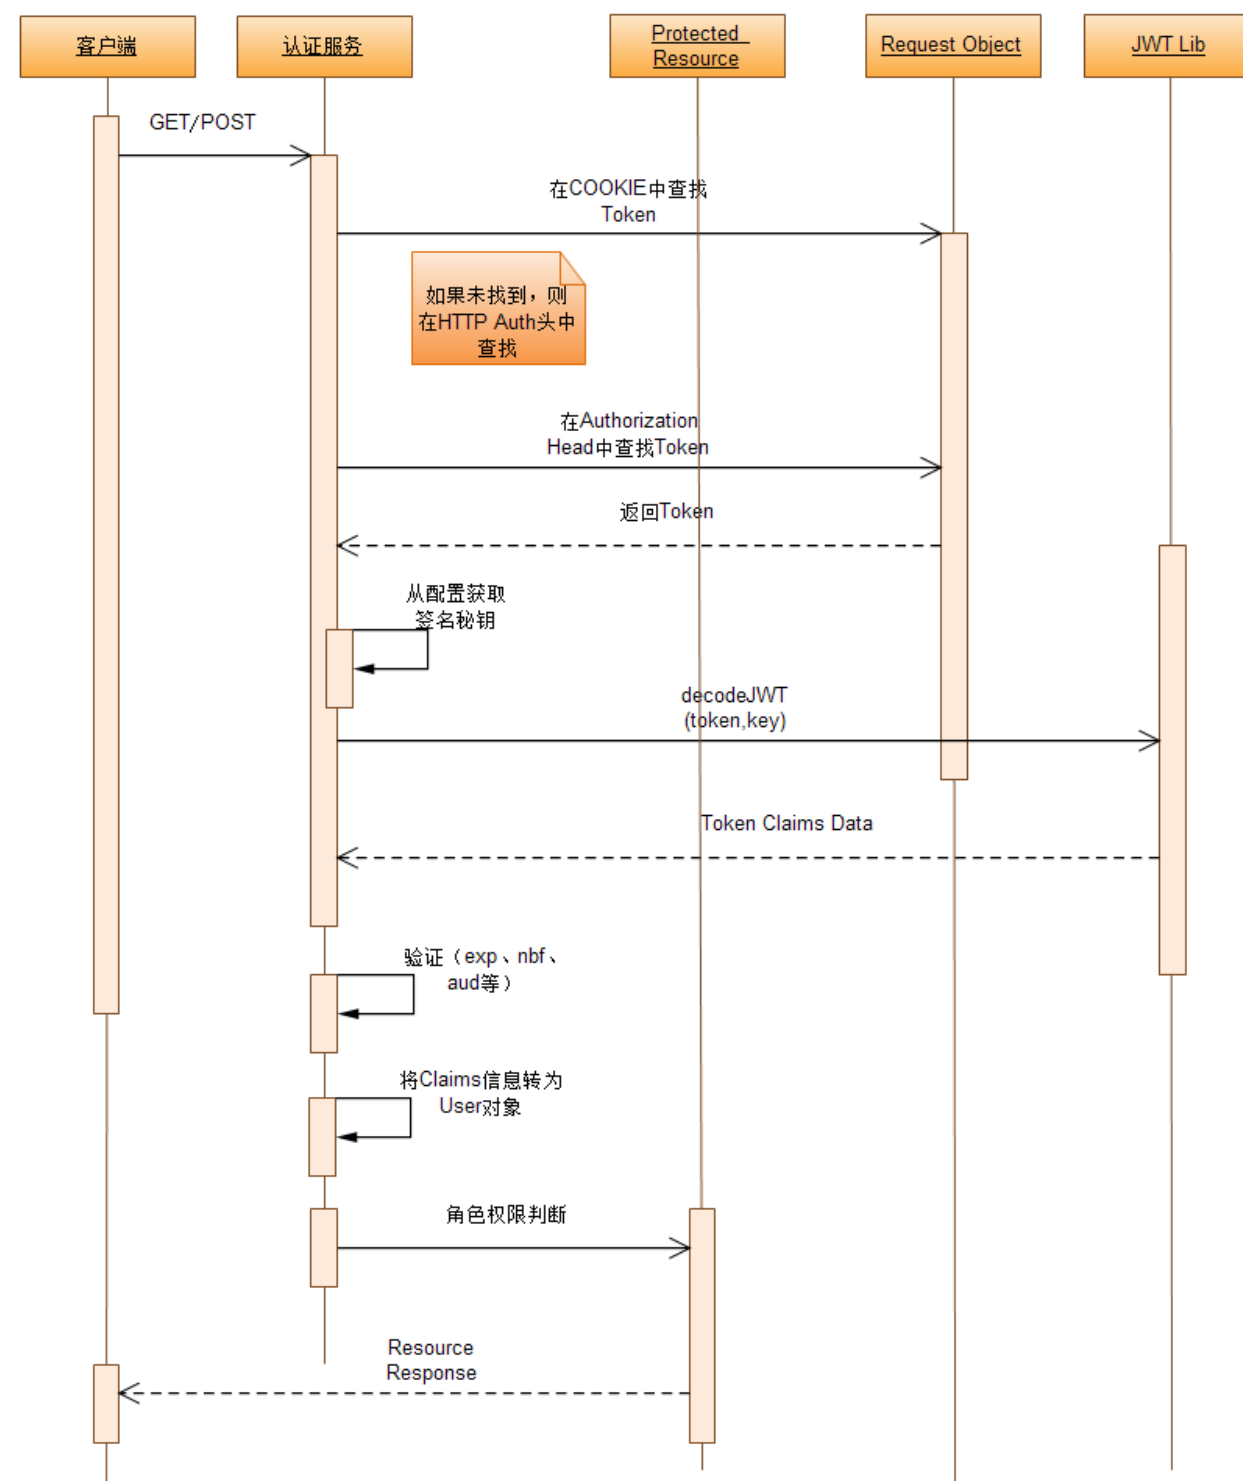 客户端
认证服务
Protected
Resource
Request Object
JWT Lib
GET/POST
在COOKIE中查找
Token
如果未找到，则
在HTTP Auth头中
查找
在Authorization
Head中查找Token
返回Token
从配置获取
签名秘钥
decodeJWT
(token,key)
Token Claims Data
验证（exp、nbf、
aud等）
将Claims信息转为
User对象
角色权限判断
Resource
Response